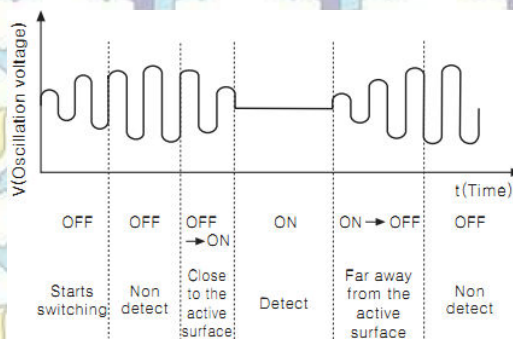 V(Oscillation voltage)
t(Time)
OFF
OFF
OFF
→ON
ON
ON→OFF
OFF
Starts
switching
Non
detect
Close
to the
active
surface
Detect
Far away
from the
active
surface
Non
detect